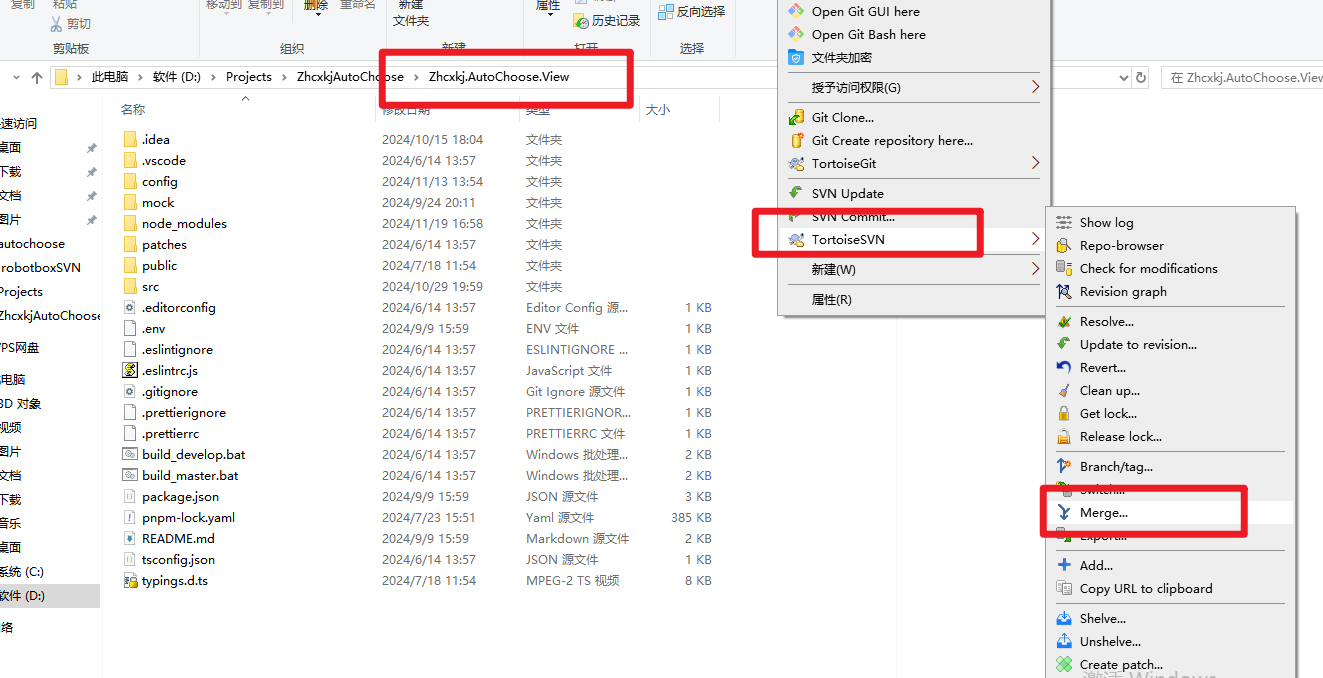 复制
粘贴
剪切
剪贴板
移动到 复制到
删除 重命名
组织
新建
文件夹
新建
属性
历史记录
打开
反向选择
选择
此电脑 软件 (D:) Projects ZhcxkjAutoChoose Zhcxkj.AutoChoose.View
在 Zhcxkj.AutoChoose.View
名称 修改日期 类型 大小
速访问
桌面
下载
文档
图片
autochoose
robotboxSVN
Projects
ZhcxkjAutoChoose
PS网盘
电脑
3D 对象
视频
图片
文档
下载
音乐
桌面
系统 (C:)
软件 (D:)
络
.idea 2024/10/15 18:04 文件夹
.vscode 2024/6/14 13:57 文件夹
config 2024/11/13 13:54 文件夹
mock 2024/9/24 20:11 文件夹
node_modules 2024/11/19 16:58 文件夹
patches 2024/6/14 13:57 文件夹
public 2024/7/18 11:54 文件夹
src 2024/10/29 19:59 文件夹
.editorconfig 2024/6/14 13:57 Editor Config 源... 1 KB
.env 2024/9/9 15:59 ENV 文件 1 KB
.eslintignore 2024/6/14 13:57 ESLINTIGNORE ... 1 KB
.eslintrc.js 2024/6/14 13:57 JavaScript 文件 1 KB
.gitignore 2024/6/14 13:57 Git Ignore 源文件 1 KB
.prettierignore 2024/6/14 13:57 PRETTIERIGNOR... 1 KB
.prettierrc 2024/6/14 13:57 PRETTIERRC 文件 1 KB
build_develop.bat 2024/6/14 13:57 Windows 批处理... 2 KB
build_master.bat 2024/6/14 13:57 Windows 批处理... 2 KB
package.json 2024/9/9 15:59 JSON 源文件 3 KB
pnpm-lock.yaml 2024/7/23 15:51 Yaml 源文件 385 KB
README.md 2024/9/9 15:59 Markdown 源文件 2 KB
tsconfig.json 2024/6/14 13:57 JSON 源文件 1 KB
typings.d.ts 2024/7/18 11:54 MPEG-2 TS 视频 8 KB
Open Git GUI here
Open Git Bash here
文件夹加密
授予访问权限(G)
Git Clone...
Git Create repository here...
TortoiseGit
SVN Update
SVN Commit...
TortoiseSVN
新建(W)
属性(R)
Show log
Repo-browser
Check for modifications
Revision graph
Resolve...
Update to revision...
Revert...
Clean up...
Get lock...
Release lock...
Branch/tag...
Switch...
Merge...
Export...
Add...
Copy URL to clipboard
Shelve...
Unshelve...
Create patch...
激活 Windows